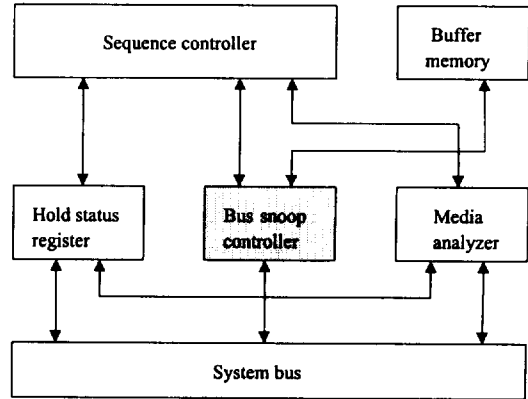 Sequence controller
Buffer
memory
Hold status
register
Bus snoop
controller
Media
analyzer
System bus